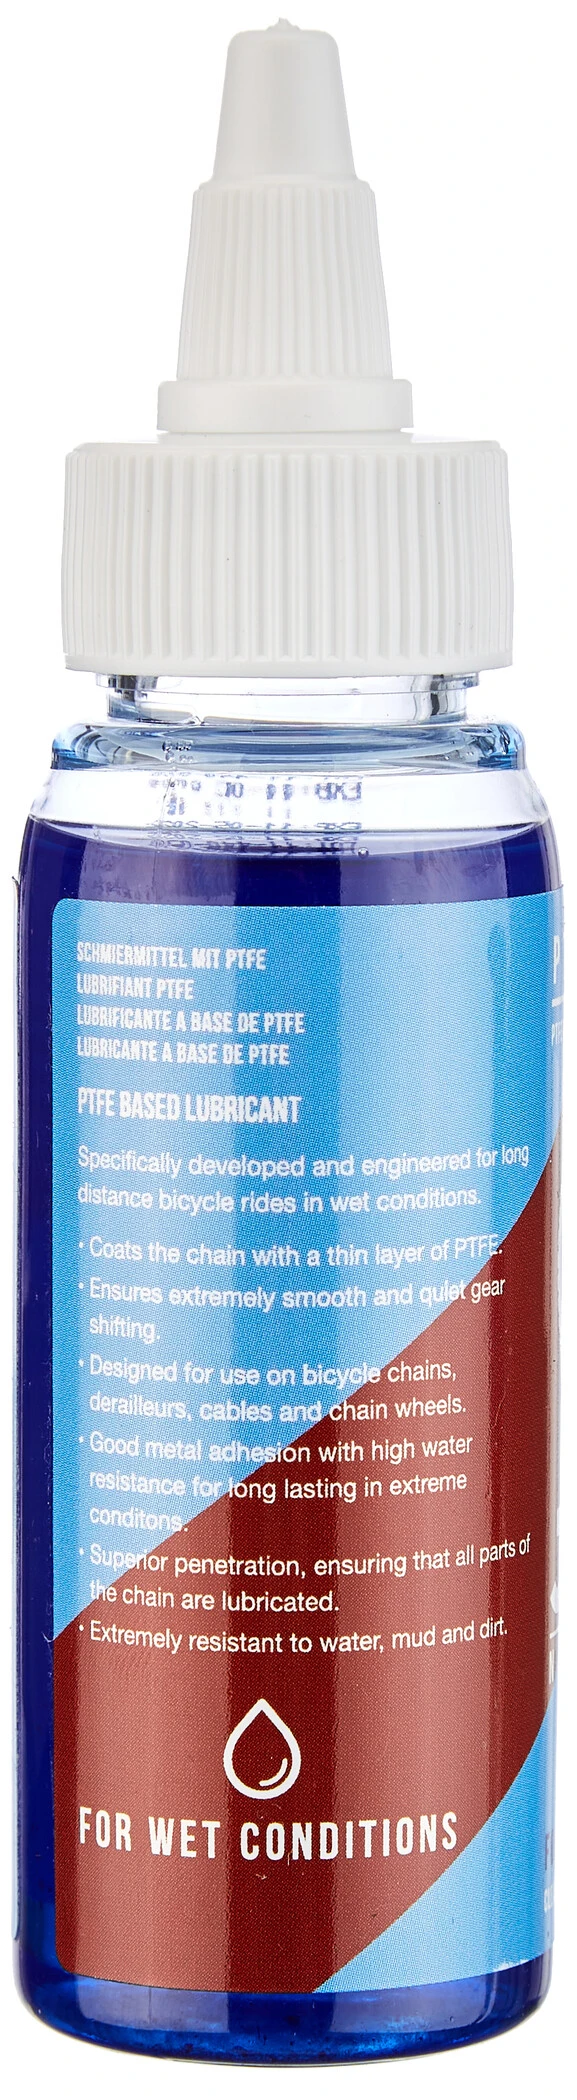 SCHMIERMITTEL MIT PTFE
LUBRIFIANT PTFE
LUBRIFICANTE A BASE DE PTFE
LUBRICANTE A BASE DE PTFE
PTFE BASED LUBRICANT
Specifically developed and engineered for long
distance bicycle rides in wet conditions.
• Coats the chain with a thin layer of PTFE.
• Ensures extremely smooth and quiet gear
shifting.
• Designed for use on bicycle chains,
derailleurs, cables and chain wheels.
• Good metal adhesion with high water
resistance for long lasting in extreme
conditons.
• Superior penetration, ensuring that all parts of
the chain are lubricated.
• Extremely resistant to water, mud and dirt.
FOR WET CONDITIONS